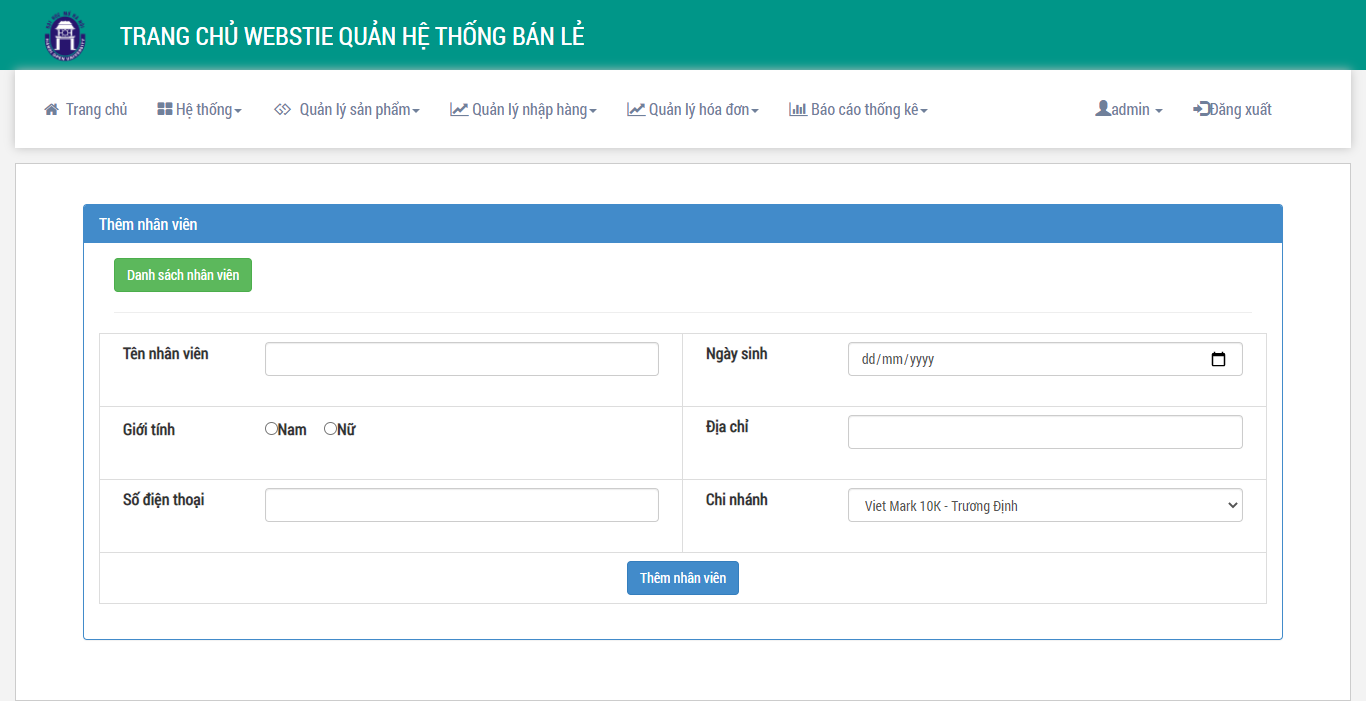 TRANG CHỦ WEBSTIE QUẢN HỆ THỐNG BÁN LẺ
Trang chủ Hệ thống Quản lý sản phẩm Quản lý nhập hàng Quản lý hóa đơn Báo cáo thống kê admin Đăng xuất
Thêm nhân viên
Danh sách nhân viên
Tên nhân viên Ngày sinh dd/mm/yyyy
Giới tính Nam Nữ Địa chỉ
Số điện thoại Chi nhánh Viet Mark 10K - Trương Định
Thêm nhân viên